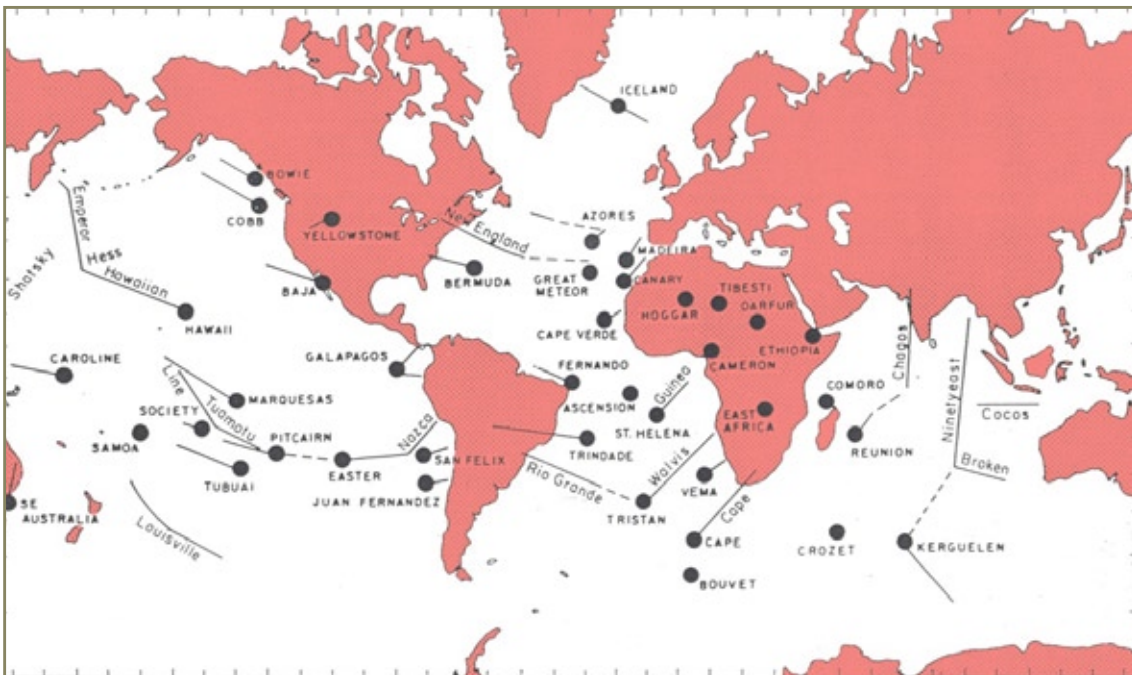 ICELAND
BOWIE
COBB
YELLOWSTONE
New England
AZORES
MADEIRA
Emperor
Hess
Hawaiian
Shatsky
BAJA
BERMUDA
GREAT
METEOR
CANARY
TIBESTI
HOGGAR
DARFUR
HAWAII
CAPE VERDE
ETHIOPIA
CAROLINE
GALAPAGOS
FERNANDO
CAMERON
Chagos
COMORO
Line
Tuamotu
MARQUESAS
SOCIETY
ASCENSION
Guinea
EAST
AFRICA
Ninetyeast
Cocos
SAMOA
PITCAIRN
Nazca
ST. HELENA
REUNION
TUBUAI
EASTER
SAN FELIX
TRINDADE
Walvis
Broken
JUAN FERNANDEZ
Rio Grande
VEMA
SE
AUSTRALIA
Louisville
TRISTAN
Cape
CAPE
CROZET
KERGUELEN
BOUVET